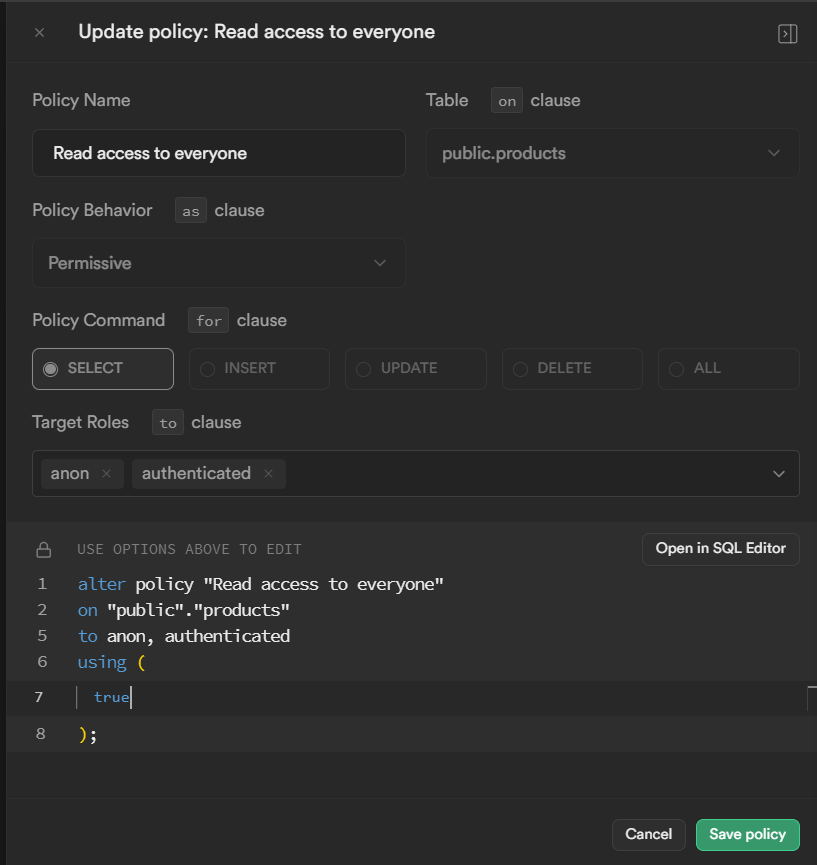 Update policy: Read access to everyone
Policy Name
Table on clause
Read access to everyone
public.products
Policy Behavior as clause
Permissive
Policy Command for clause
SELECT INSERT UPDATE DELETE ALL
Target Roles to clause
anon × authenticated ×
USE OPTIONS ABOVE TO EDIT
Open in SQL Editor
1 alter policy "Read access to everyone"
2 on "public"."products"
5 to anon, authenticated
6 using (
7 true
8 );
Cancel
Save policy